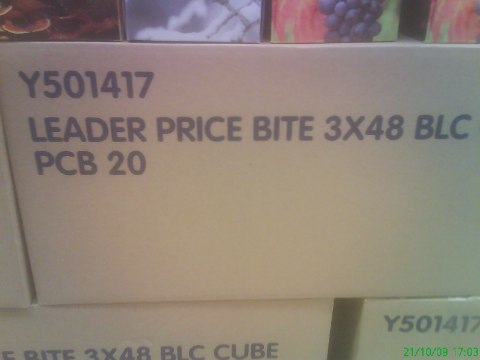 Y501417
LEADER PRICE BITE 3X48 BLC
PCB 20
Y501417
BITE 3X48 BLC CUBE
21/10/09 17:03